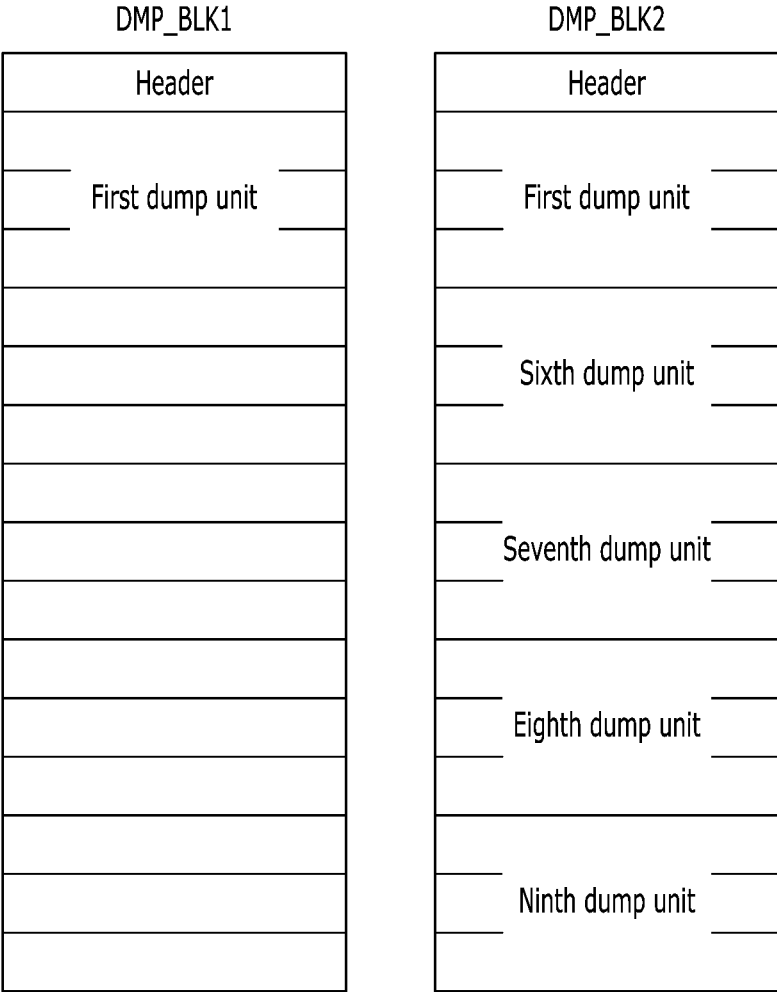 DMP_BLK1
Header
First dump unit
DMP_BLK2
Header
First dump unit
Sixth dump unit
Seventh dump unit
Eighth dump unit
Ninth dump unit